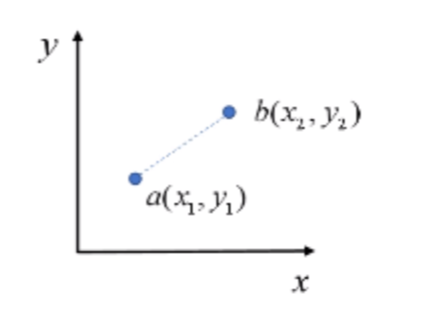 y
b(x₂, y₂)
a(x₁, y₁)
x